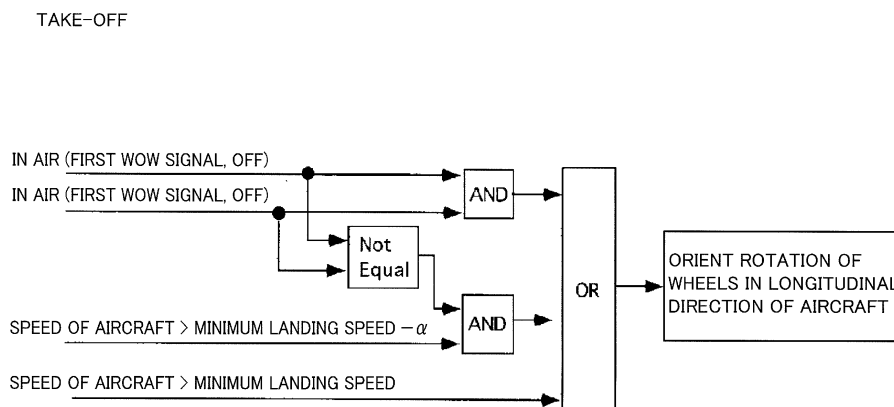 TAKE-OFF
IN AIR (FIRST WOW SIGNAL, OFF)
IN AIR (FIRST WOW SIGNAL, OFF)
AND
Not
Equal
SPEED OF AIRCRAFT > MINIMUM LANDING SPEED -α
AND
SPEED OF AIRCRAFT > MINIMUM LANDING SPEED
OR
ORIENT ROTATION OF
WHEELS IN LONGITUDINAL
DIRECTION OF AIRCRAFT